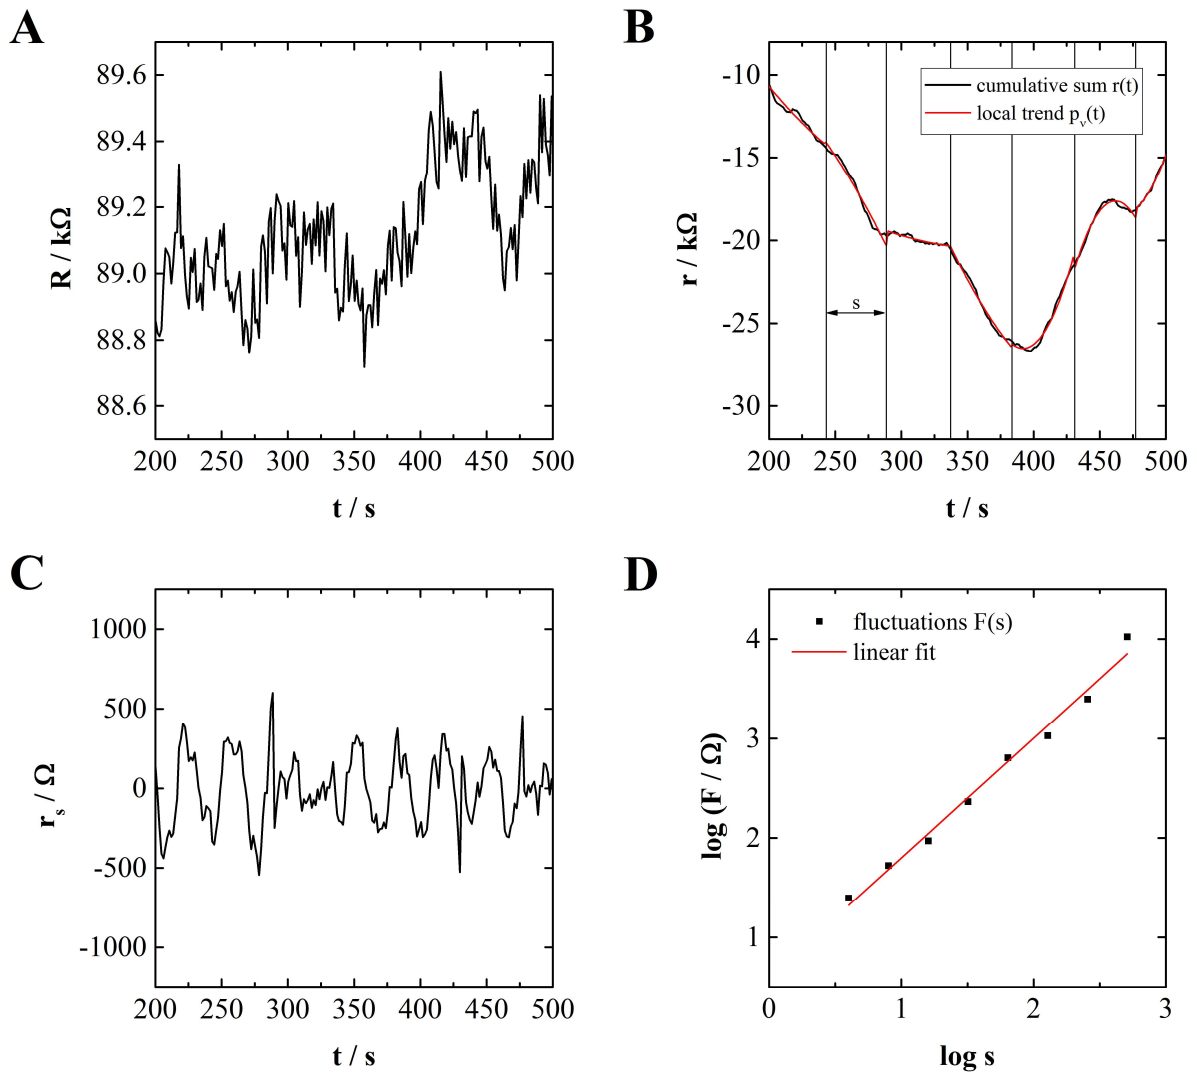 A
89.6
89.4
89.2
89.0
88.8
88.6
R / kΩ
200 250 300 350 400 450 500
t / s
B
-10
-15
-20
-25
-30
r / kΩ
cumulative sum r(t)
local trend pᵥ(t)
s
200 250 300 350 400 450 500
t / s
C
1000
500
0
-500
-1000
rₛ / Ω
200 250 300 350 400 450 500
t / s
D
4
3
2
1
log (F / Ω)
fluctuations F(s)
linear fit
0 1 2 3
log s